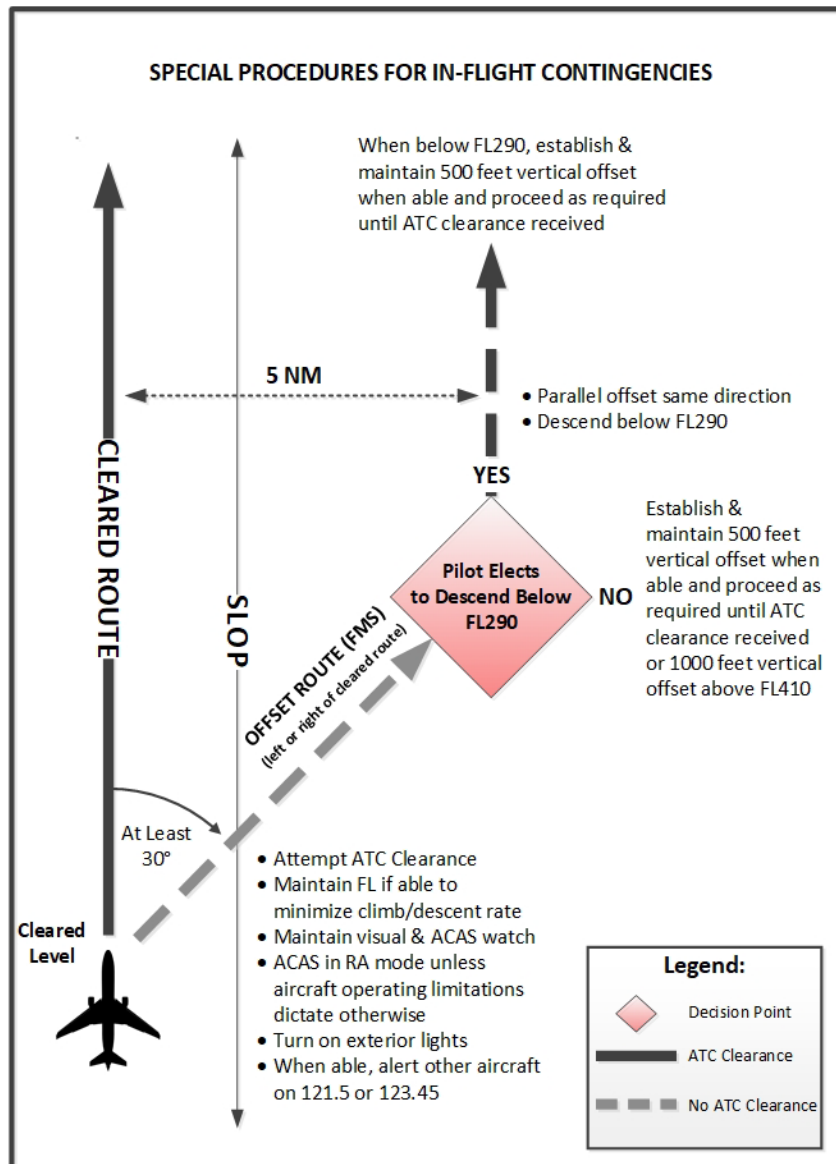 SPECIAL PROCEDURES FOR IN-FLIGHT CONTINGENCIES
When below FL290, establish &
maintain 500 feet vertical offset
when able and proceed as required
until ATC clearance received
5 NM
• Parallel offset same direction
• Descend below FL290
CLEARED ROUTE
SLOP
YES
Pilot Elects
to Descend Below
FL290
NO
Establish &
maintain 500 feet
vertical offset when
able and proceed as
required until ATC
clearance received
or 1000 feet vertical
offset above FL410
OFFSET ROUTE (FMS)
(left or right of cleared route)
At Least
30°
Cleared
Level
• Attempt ATC Clearance
• Maintain FL if able to
minimize climb/descent rate
• Maintain visual & ACAS watch
• ACAS in RA mode unless
aircraft operating limitations
dictate otherwise
• Turn on exterior lights
• When able, alert other aircraft
on 121.5 or 123.45
Legend:
Decision Point
ATC Clearance
No ATC Clearance